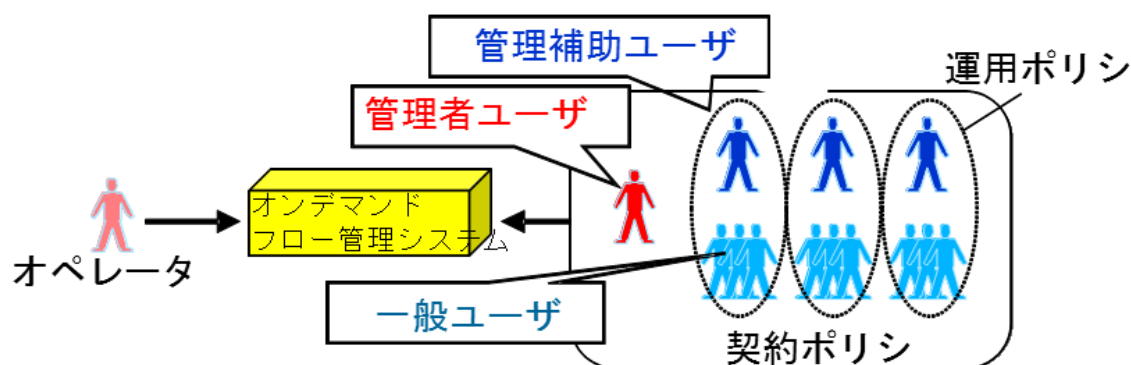 管理補助ユーザ
運用ポリシ
管理者ユーザ
オンデマンド
フロー管理システム
オペレータ
一般ユーザ
契約ポリシ